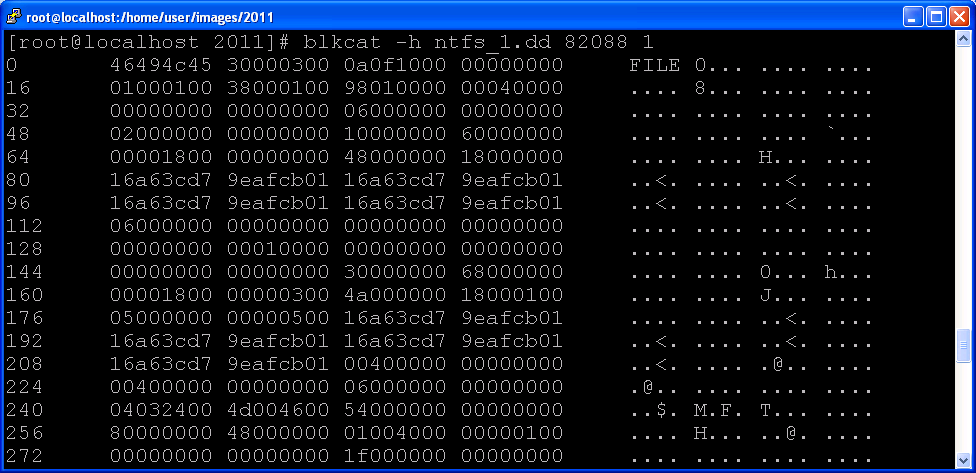 root@localhost:/home/user/images/2011
[root@localhost 2011]# blkcat -h ntfs_1.dd 82088 1
0 46494c45 30000300 0a0f1000 00000000 FILE 0... .... ....
16 01000100 38000100 98010000 00040000 .... 8... .... ....
32 00000000 00000000 06000000 00000000 .... .... .... ....
48 02000000 00000000 10000000 60000000 .... .... .... `...
64 00001800 00000000 48000000 18000000 .... .... H... ....
80 16a63cd7 9eafcb01 16a63cd7 9eafcb01 ..<. .... ..<. ....
96 16a63cd7 9eafcb01 16a63cd7 9eafcb01 ..<. .... ..<. ....
112 06000000 00000000 00000000 00000000 .... .... .... ....
128 00000000 00010000 00000000 00000000 .... .... .... ....
144 00000000 00000000 30000000 68000000 .... .... 0... h...
160 00001800 00000300 4a000000 18000100 .... .... J... ....
176 05000000 00000500 16a63cd7 9eafcb01 .... .... ..<. ....
192 16a63cd7 9eafcb01 16a63cd7 9eafcb01 ..<. .... ..<. ....
208 16a63cd7 9eafcb01 00400000 00000000 ..<. .... .@.. ....
224 00400000 00000000 06000000 00000000 .@.. .... .... ....
240 04032400 4d004600 54000000 00000000 ..$. M.F. T... ....
256 80000000 48000000 01004000 00000100 .... H... ..@. ....
272 00000000 00000000 1f000000 00000000 .... .... .... ....